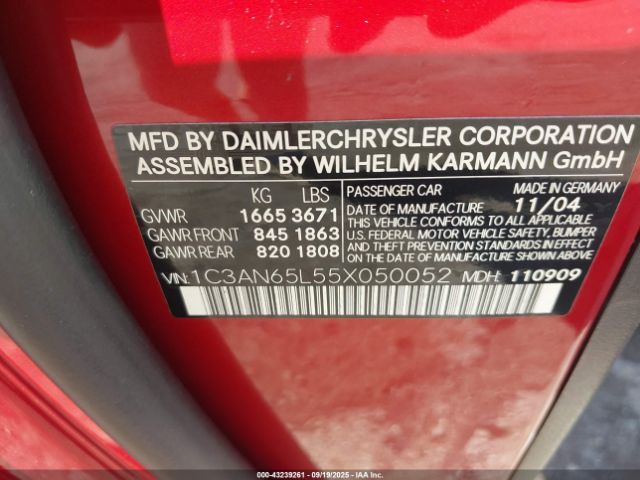 MFD BY DAIMLERCHRYSLER CORPORATION
ASSEMBLED BY WILHELM KARMANN GmbH
KG LBS
GVWR 1665 3671
GAWR FRONT 845 1863
GAWR REAR 820 1808
PASSENGER CAR MADE IN GERMANY
DATE OF MANUFACTURE 11/04
THIS VEHICLE CONFORMS TO ALL APPLICABLE
U.S. FEDERAL MOTOR VEHICLE SAFETY, BUMPER
AND THEFT PREVENTION STANDARDS IN EFFECT
ON THE DATE OF MANUFACTURE SHOWN ABOVE
VIN: 1C3AN65L55X050052 MDH: 110909
000-43239261 - 09/19/2025 - IAAI.COM